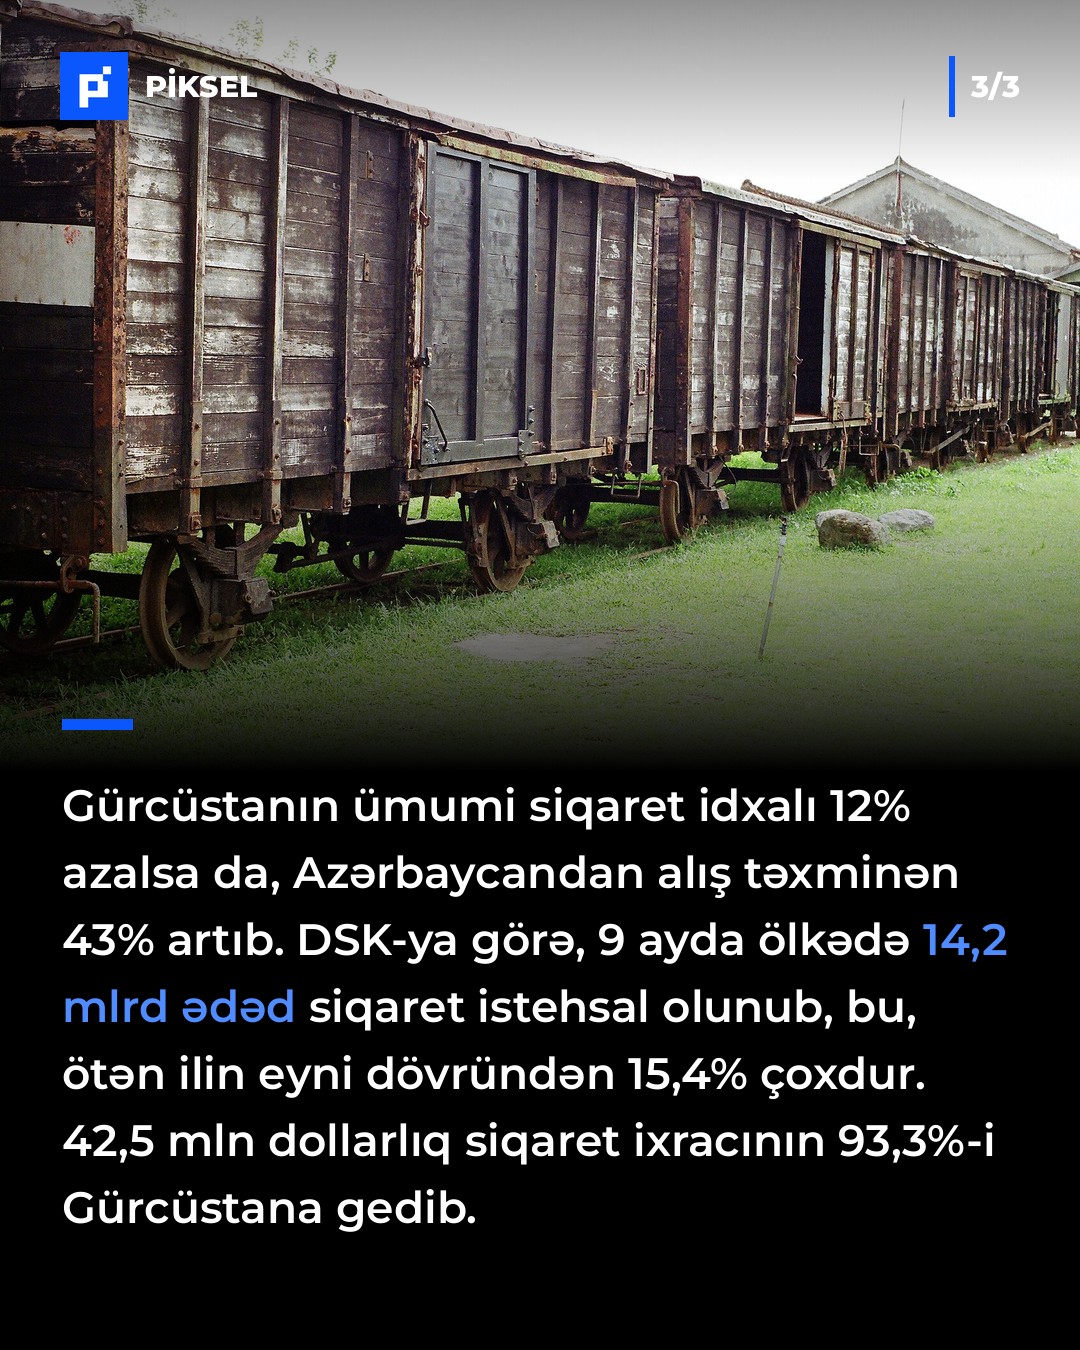 PİKSEL
3/3
Gürcüstanın ümumi siqaret idxalı 12%
azalsa da, Azərbaycandan alış təxminən
43% artıb. DSK-ya görə, 9 ayda ölkədə 14,2
mlrd ədəd siqaret istehsal olunub, bu,
ötən ilin eyni dövründən 15,4% çoxdur.
42,5 mln dollarlıq siqaret ixracının 93,3%-i
Gürcüstana gedib.